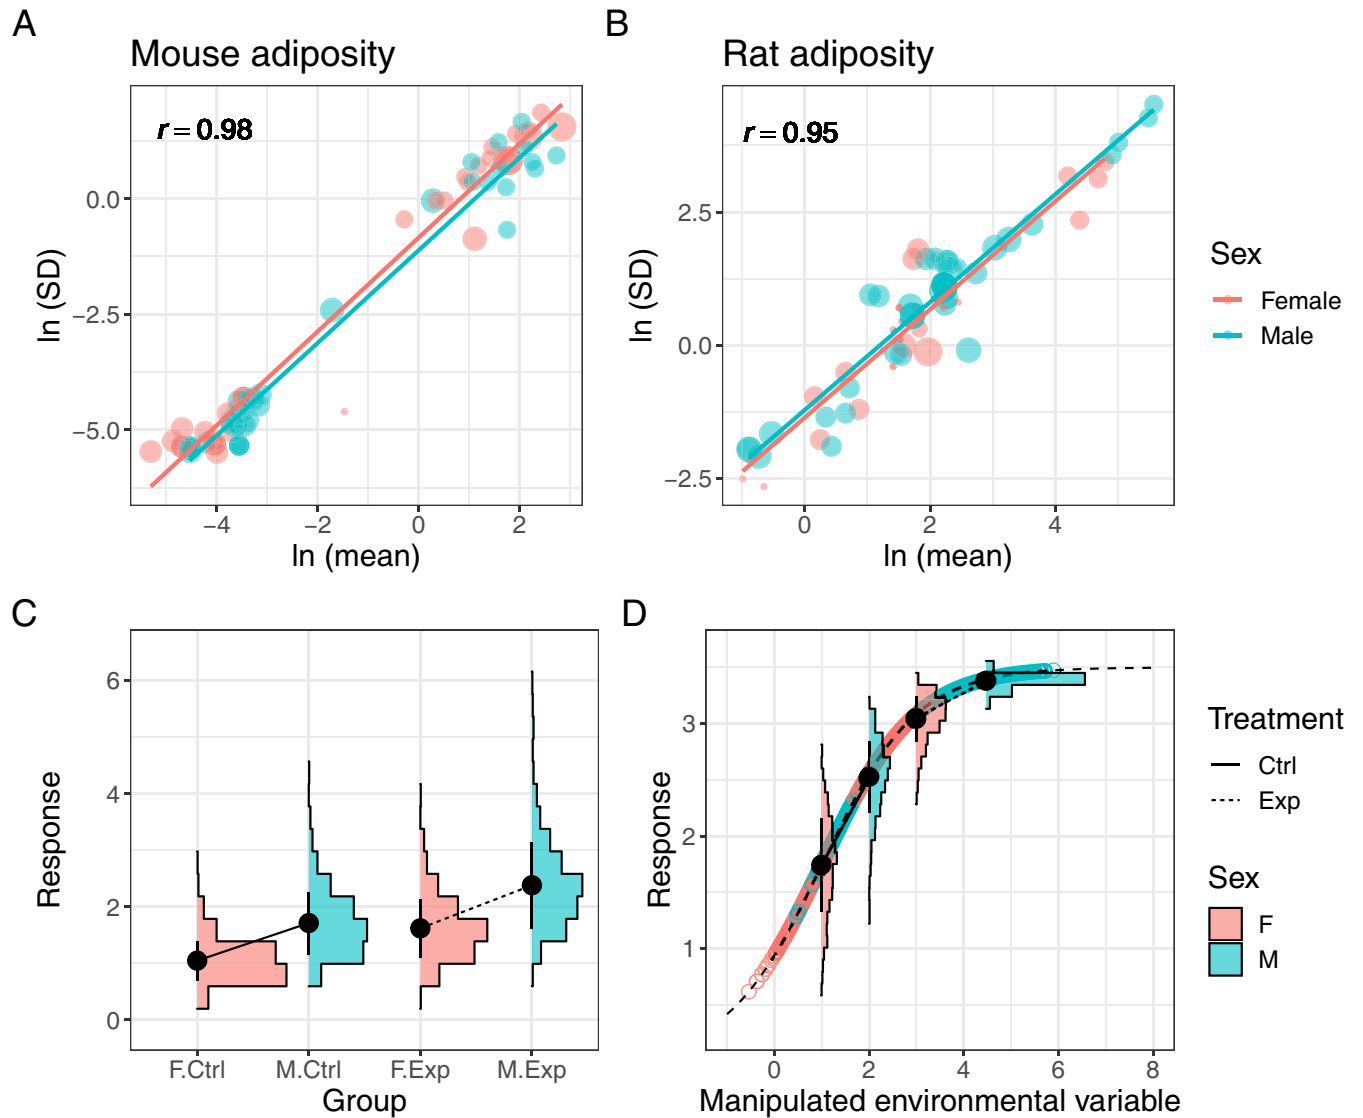 A
Mouse adiposity
r = 0.98
ln (SD)
0.0
−2.5
−5.0
−4
−2
0
2
ln (mean)
B
Rat adiposity
r = 0.95
ln (SD)
2.5
0.0
−2.5
0
2
4
ln (mean)
Sex
Female
Male
C
Response
6
4
2
0
F.Ctrl
M.Ctrl
F.Exp
M.Exp
Group
D
Response
3
2
1
0
2
4
6
8
Manipulated environmental variable
Treatment
Ctrl
Exp
Sex
F
M